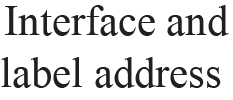 Interface and
label address